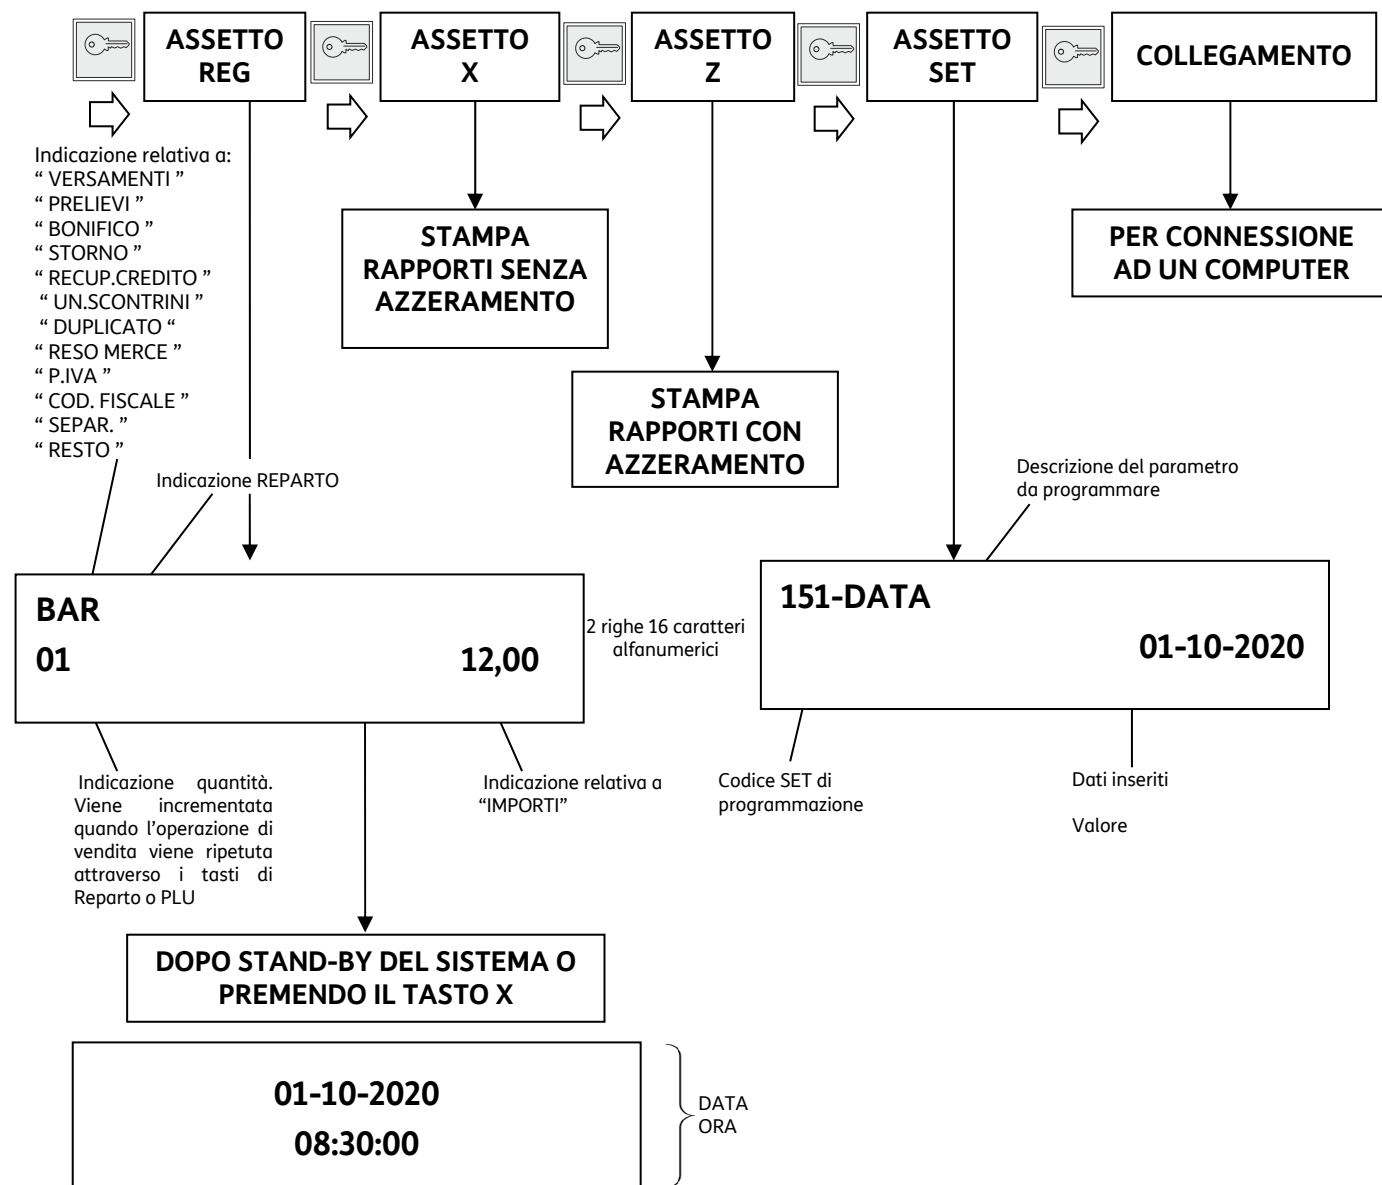 ASSETTO
REG
ASSETTO
X
ASSETTO
Z
ASSETTO
SET
COLLEGAMENTO
Indicazione relativa a:
“ VERSAMENTI ”
“ PRELIEVI ”
“ BONIFICO ”
“ STORNO ”
“ RECUP.CREDITO ”
“ UN.SCONTRINI ”
“ DUPLICATO “
“ RESO MERCE ”
“ P.IVA ”
“ COD. FISCALE ”
“ SEPAR. ”
“ RESTO ”
STAMPA
RAPPORTI SENZA
AZZERAMENTO
PER CONNESSIONE
AD UN COMPUTER
STAMPA
RAPPORTI CON
AZZERAMENTO
Indicazione REPARTO
Descrizione del parametro
da programmare
BAR
01 12,00
2 righe 16 caratteri
alfanumerici
151-DATA
01-10-2020
Indicazione quantità.
Viene incrementata
quando l’operazione di
vendita viene ripetuta
attraverso i tasti di
Reparto o PLU
Indicazione relativa a
“IMPORTI”
Codice SET di
programmazione
Dati inseriti
Valore
DOPO STAND-BY DEL SISTEMA O
PREMENDO IL TASTO X
01-10-2020
08:30:00
DATA
ORA